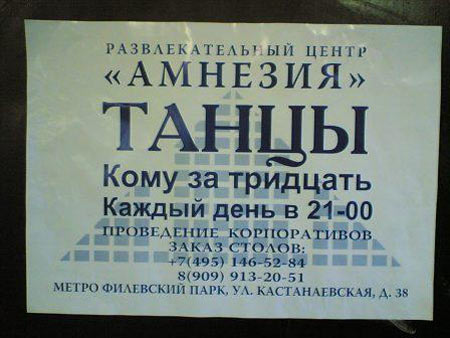 РАЗВЛЕКАТЕЛЬНЫЙ ЦЕНТР
«АМНЕЗИЯ»
ТАНЦЫ
Кому за тридцать
Каждый день в 21-00
ПРОВЕДЕНИЕ КОРПОРАТИВОВ
ЗАКАЗ СТОЛОВ:
+7(495) 146-52-84
8(909) 913-20-51
МЕТРО ФИЛЕВСКИЙ ПАРК, УЛ. КАСТАНАЕВСКАЯ, Д. 38